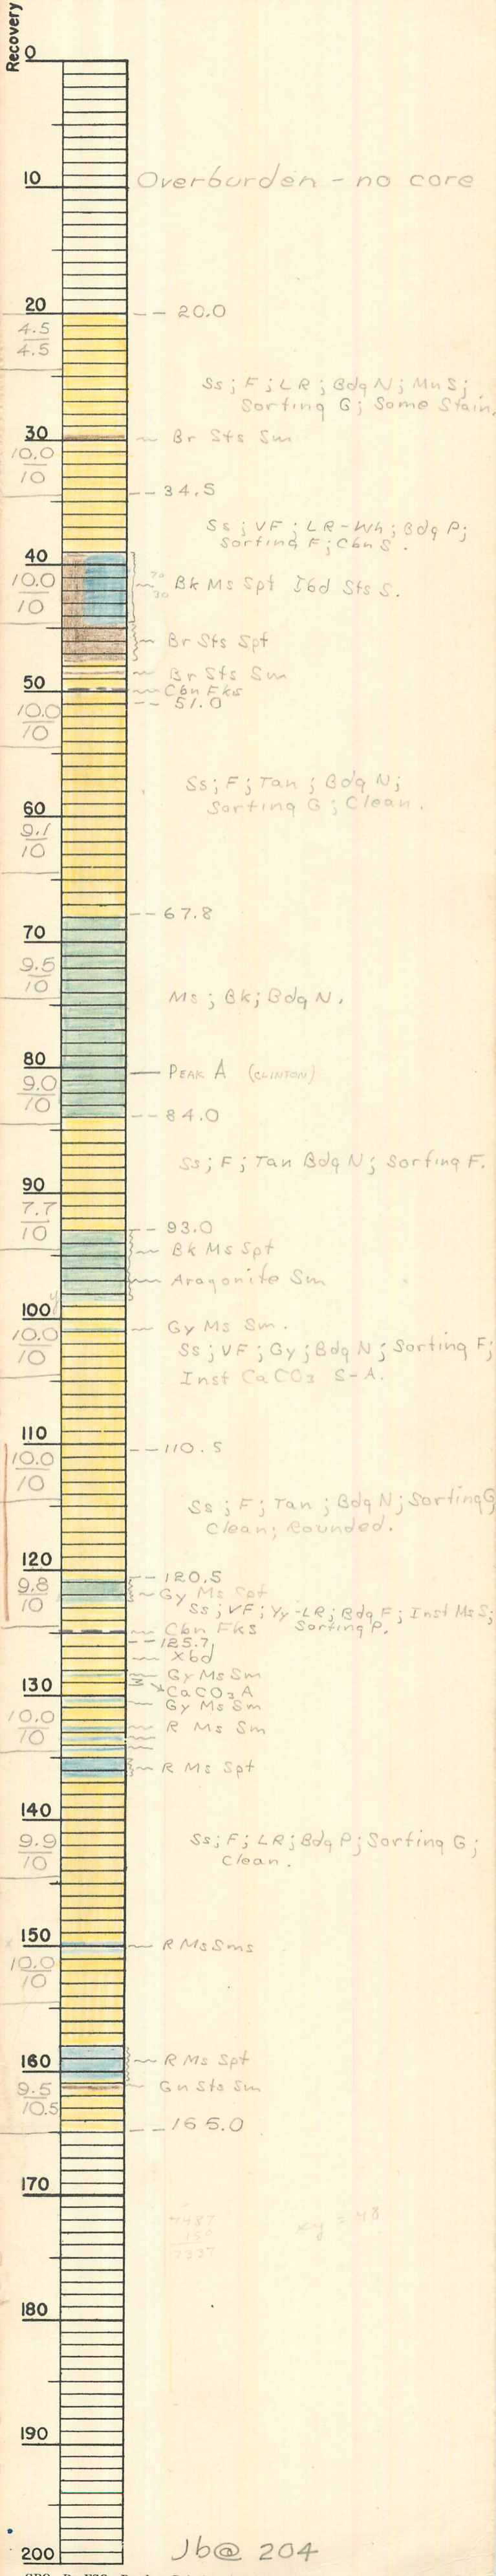 Recovery
0
10 Overburden - no core
20 -- 20.0
4.5
4.5
Ss; F; LR; Bdg N; Mn S;
Sorting G; Some Stain.
30 ~ Br Sts Sm
10.0
10
-- 34.5
Ss; VF; LR-Wh; Bdg P;
Sorting F; Cbn S.
40
10.0
10
70
30
Bk Ms Spt Ibd Sts S.
Br Sts Spt
Br Sts Sm
50 Cbn Fks
-- 51.0
10.0
10
Ss; F; Tan; Bdg N;
Sorting G; Clean.
60
9.1
10
-- 67.8
70
9.5
10
Ms; Bk; Bdg N.
80 — PEAK A (CLINTON)
9.0
10
-- 84.0
Ss; F; Tan Bdg N; Sorting F.
90
7.7
10
-- 93.0
Bk Ms Spt
Aragonite Sm
100 Gy Ms Sm.
10.0
10
Ss; VF; Gy; Bdg N; Sorting F;
Inst CaCO3 S-A.
110 -- 110.5
10.0
10
Ss; F; Tan; Bdg N; Sorting G
Clean; Rounded.
120 -- 120.5
9.8
10
Gy Ms Spt
Ss; VF; Yy-LR; Bdg F; Inst Ms S;
Cbn Fks Sorting P.
-- 125.7
Xbd
Gy Ms Sm
CaCO3 A
130 Gy Ms Sm
10.0
10
R Ms Sm
R Ms Spt
140
9.9
10
Ss; F; LR; Bdg P; Sorting G;
Clean.
150 R Ms Sms
10.0
10
160 R Ms Spt
9.5
10.5
Gn Sts Sm
-- 165.0
170
7487
150
7337
xy = 48
180
190
200 Jb@ 204